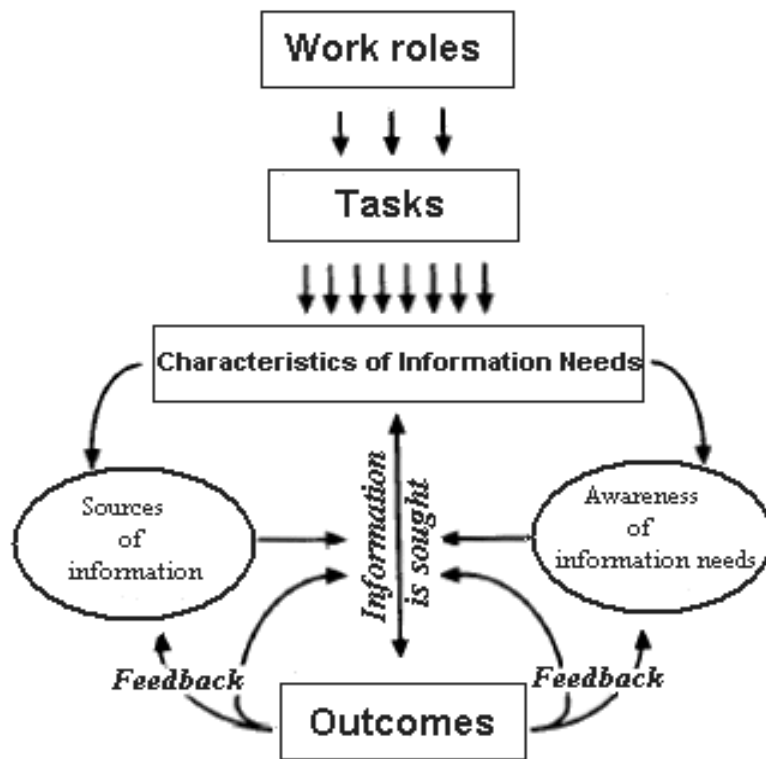 Work roles
Tasks
Characteristics of Information Needs
Sources
of
information
Information
is sought
Awareness
of
information needs
Feedback
Feedback
Outcomes